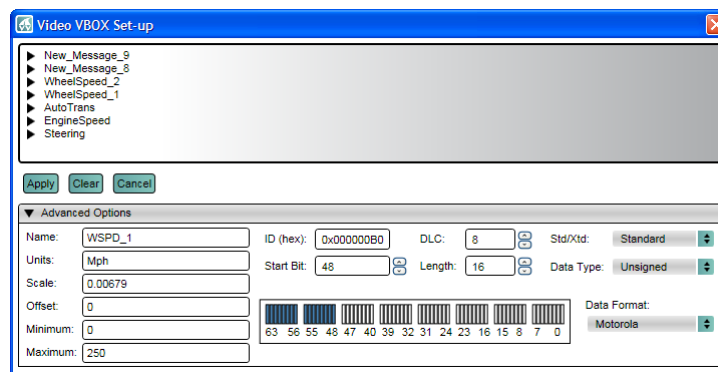 Video VBOX Set-up
New_Message_9
New_Message_8
WheelSpeed_2
WheelSpeed_1
AutoTrans
EngineSpeed
Steering
Apply Clear Cancel
Advanced Options
Name: WSPD_1 ID (hex): 0x000000B0 DLC: 8 Std/Xtd: Standard
Units: Mph Start Bit: 48 Length: 16 Data Type: Unsigned
Scale: 0.00679
Offset: 0 Data Format:
Minimum: 0 Motorola
63 56 55 48 47 40 39 32 31 24 23 16 15 8 7 0
Maximum: 250